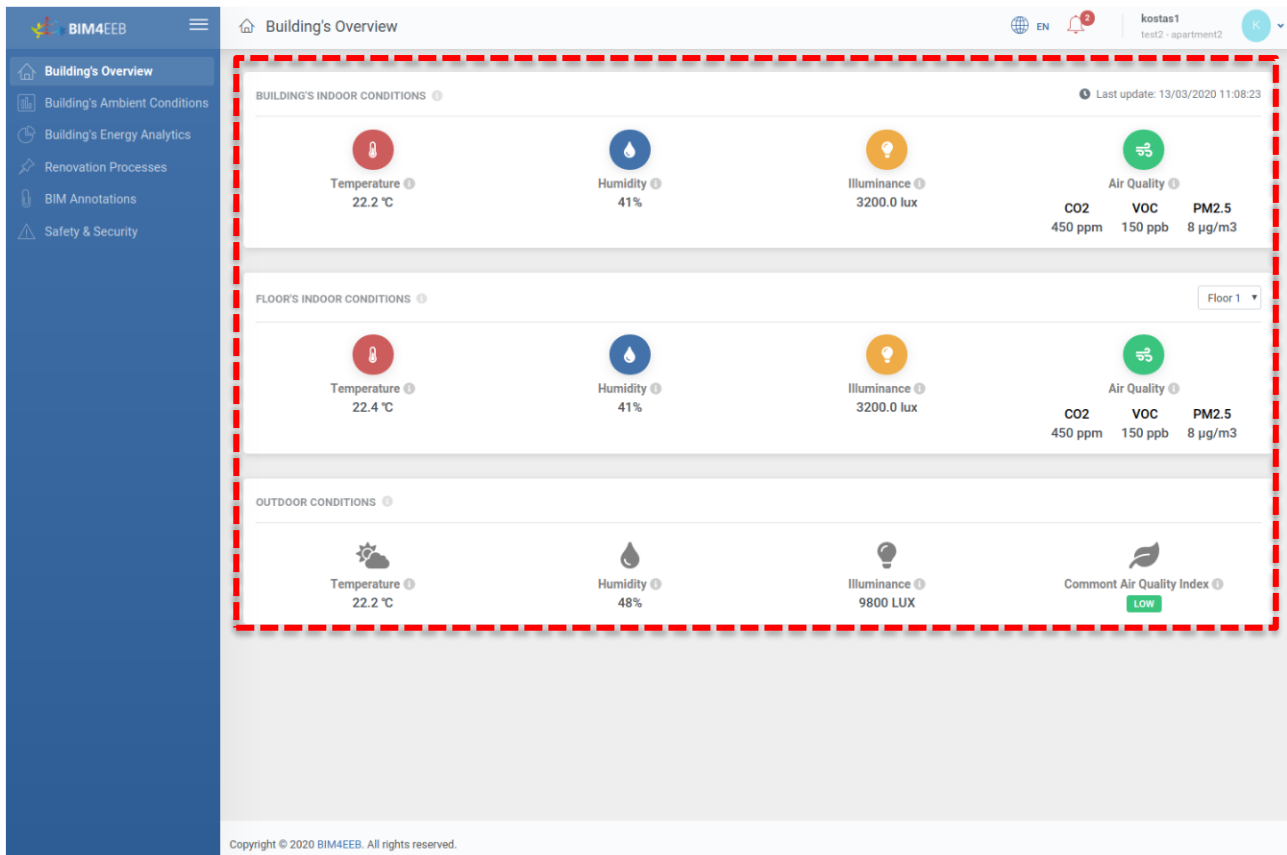 BIM4EEB
Building's Overview
EN
2
kostas1
test2 - apartment2
K
Building's Overview
Building's Ambient Conditions
Building's Energy Analytics
Renovation Processes
BIM Annotations
Safety & Security
BUILDING'S INDOOR CONDITIONS
Last update: 13/03/2020 11:08:23
Temperature
22.2 °C
Humidity
41%
Illuminance
3200.0 lux
Air Quality
CO2 VOC PM2.5
450 ppm 150 ppb 8 µg/m3
FLOOR'S INDOOR CONDITIONS
Floor 1
Temperature
22.4 °C
Humidity
41%
Illuminance
3200.0 lux
Air Quality
CO2 VOC PM2.5
450 ppm 150 ppb 8 µg/m3
OUTDOOR CONDITIONS
Temperature
22.2 °C
Humidity
48%
Illuminance
9800 LUX
Commont Air Quality Index
LOW
Copyright © 2020 BIM4EEB. All rights reserved.